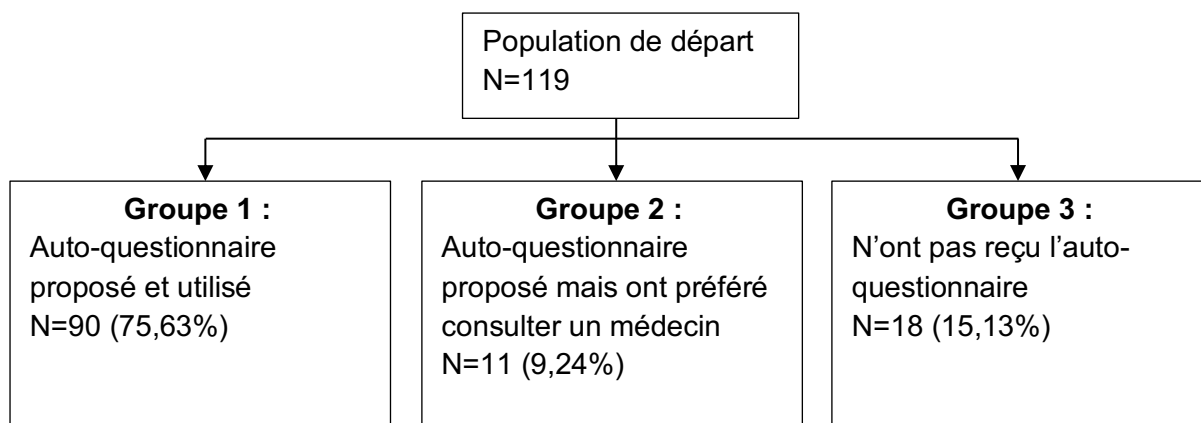 Population de départ
N=119
Groupe 1 :
Auto-questionnaire
proposé et utilisé
N=90 (75,63%)
Groupe 2 :
Auto-questionnaire
proposé mais ont préféré
consulter un médecin
N=11 (9,24%)
Groupe 3 :
N’ont pas reçu l’auto-
questionnaire
N=18 (15,13%)